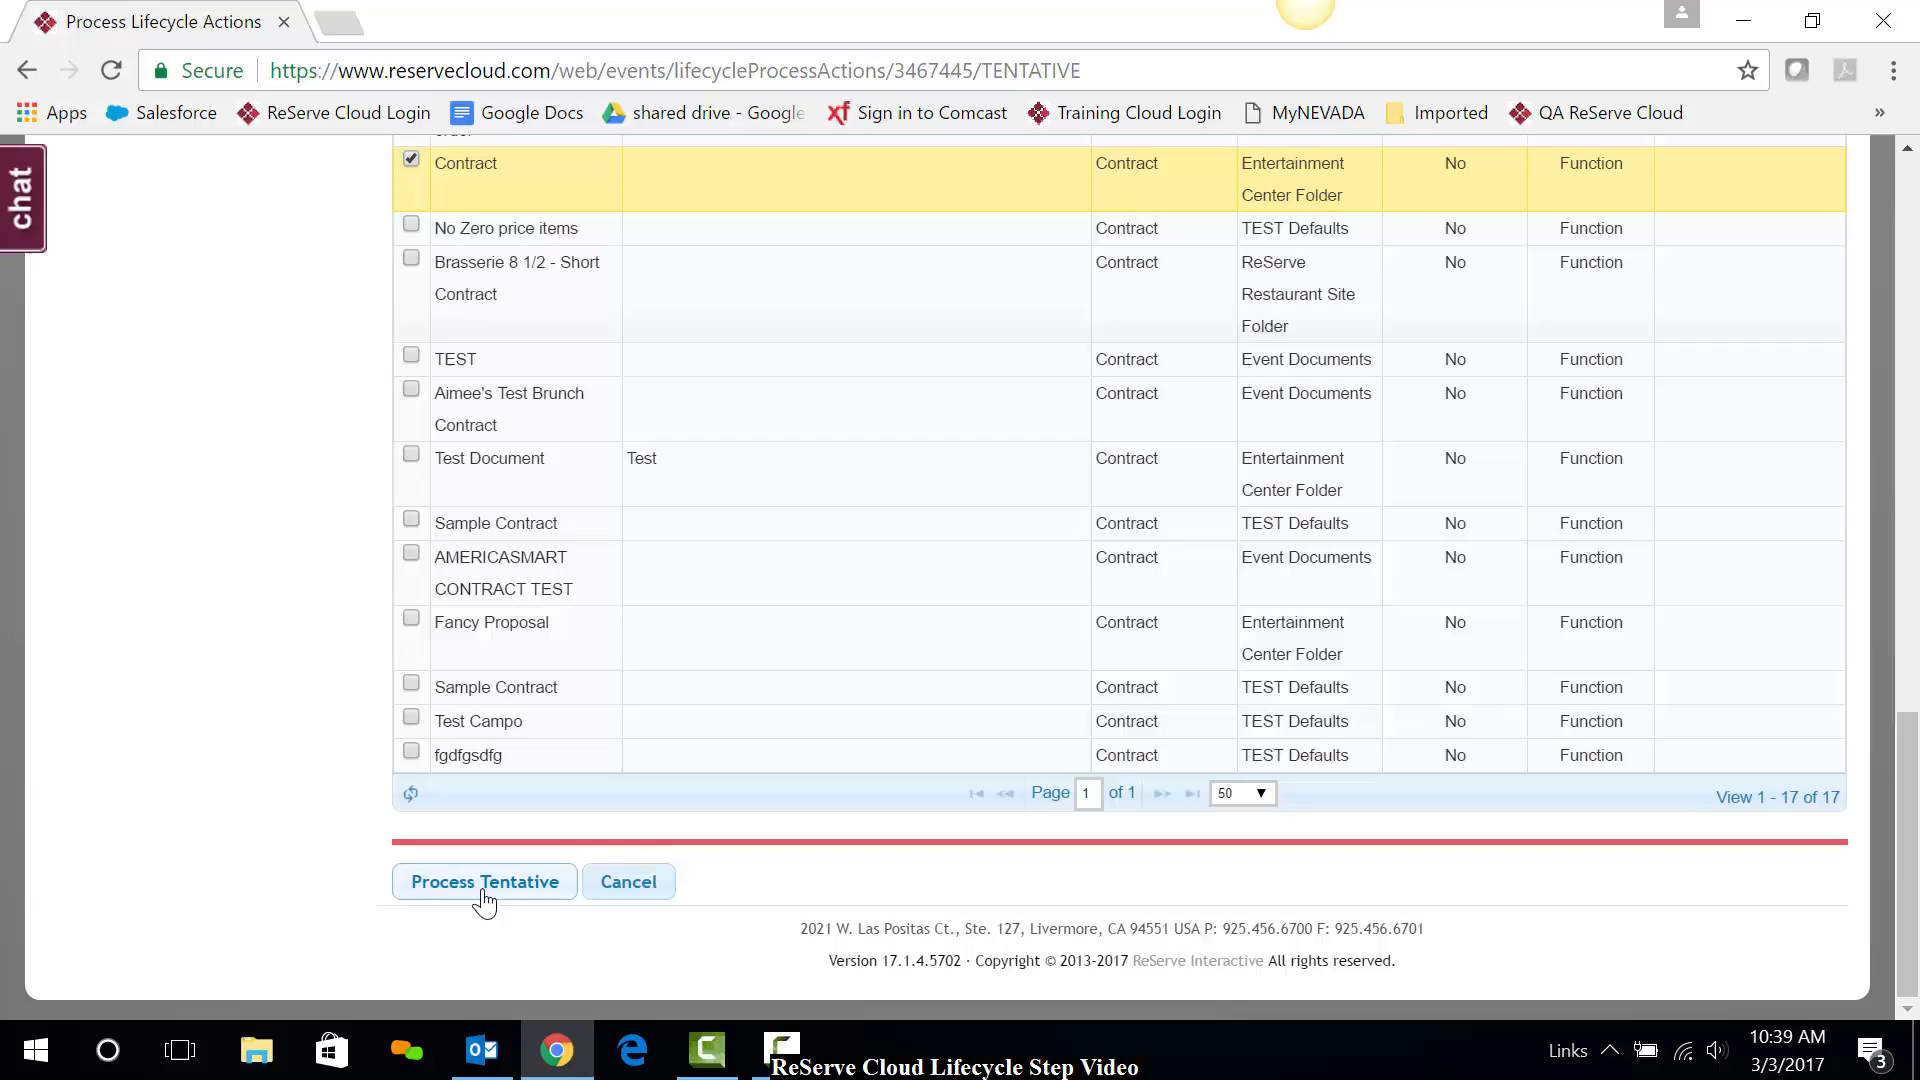 Process Lifecycle Actions
Secure
https://www.reservecloud.com/web/events/lifecycleProcessActions/3467445/TENTATIVE
Apps Salesforce ReServe Cloud Login Google Docs shared drive - Google Sign in to Comcast Training Cloud Login MyNEVADA Imported QA ReServe Cloud »
chat
order
Contract Contract Entertainment No Function
Center Folder
No Zero price items Contract TEST Defaults No Function
Brasserie 8 1/2 - Short Contract ReServe No Function
Contract Restaurant Site
Folder
TEST Contract Event Documents No Function
Aimee's Test Brunch Contract Event Documents No Function
Contract
Test Document Test Contract Entertainment No Function
Center Folder
Sample Contract Contract TEST Defaults No Function
AMERICASMART Contract Event Documents No Function
CONTRACT TEST
Fancy Proposal Contract Entertainment No Function
Center Folder
Sample Contract Contract TEST Defaults No Function
Test Campo Contract TEST Defaults No Function
fgdfgsdfg Contract TEST Defaults No Function
Page 1 of 1 50 View 1 - 17 of 17
Process Tentative Cancel
2021 W. Las Positas Ct., Ste. 127, Livermore, CA 94551 USA P: 925.456.6700 F: 925.456.6701
Version 17.1.4.5702 · Copyright © 2013-2017 ReServe Interactive All rights reserved.
Links 10:39 AM
3/3/2017
3
ReServe Cloud Lifecycle Step Video